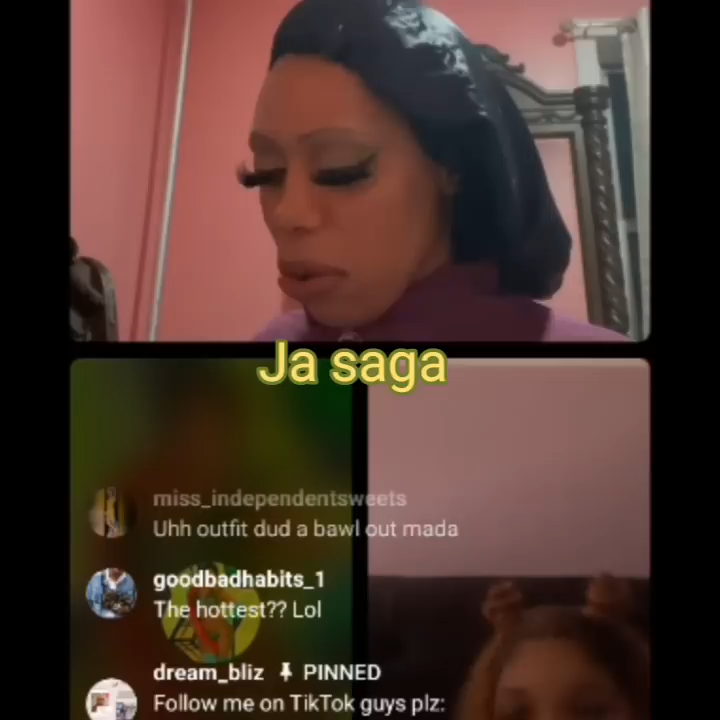 Ja saga
miss_independentsweets
Uhh outfit dud a bawl out mada
goodbadhabits_1
The hottest?? Lol
dream_bliz PINNED
Follow me on TikTok guys plz: